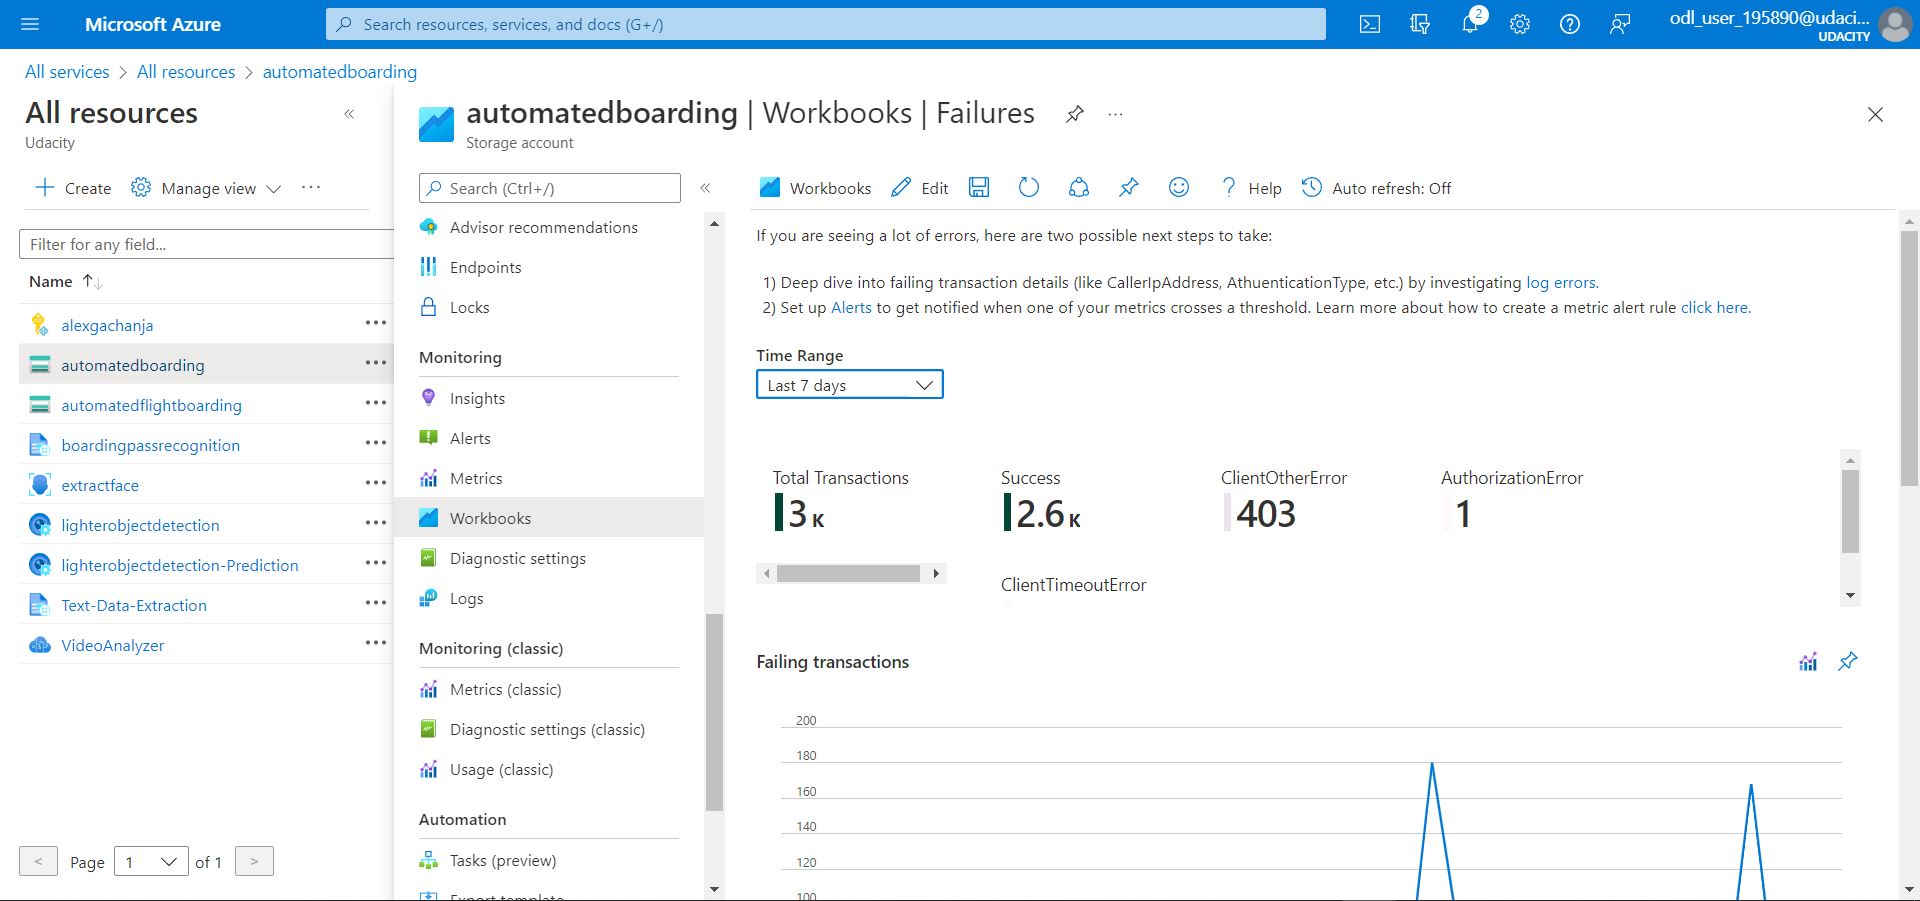 Microsoft Azure
Search resources, services, and docs (G+/)
2
odl_user_195890@udaci...
UDACITY
All services > All resources > automatedboarding
All resources
Udacity
Create
Manage view
Filter for any field...
Name
alexgachanja
automatedboarding
automatedflightboarding
boardingpassrecognition
extractface
lighterobjectdetection
lighterobjectdetection-Prediction
Text-Data-Extraction
VideoAnalyzer
< Page 1 of 1 >
automatedboarding | Workbooks | Failures
Storage account
Search (Ctrl+/)
Advisor recommendations
Endpoints
Locks
Monitoring
Insights
Alerts
Metrics
Workbooks
Diagnostic settings
Logs
Monitoring (classic)
Metrics (classic)
Diagnostic settings (classic)
Usage (classic)
Automation
Tasks (preview)
Export template
Workbooks
Edit
Help
Auto refresh: Off
If you are seeing a lot of errors, here are two possible next steps to take:
1) Deep dive into failing transaction details (like CallerIpAddress, AthuenticationType, etc.) by investigating log errors.
2) Set up Alerts to get notified when one of your metrics crosses a threshold. Learn more about how to create a metric alert rule click here.
Time Range
Last 7 days
Total Transactions
3 K
Success
2.6 K
ClientOtherError
403
AuthorizationError
1
ClientTimeoutError
Failing transactions
200
180
160
140
120
100